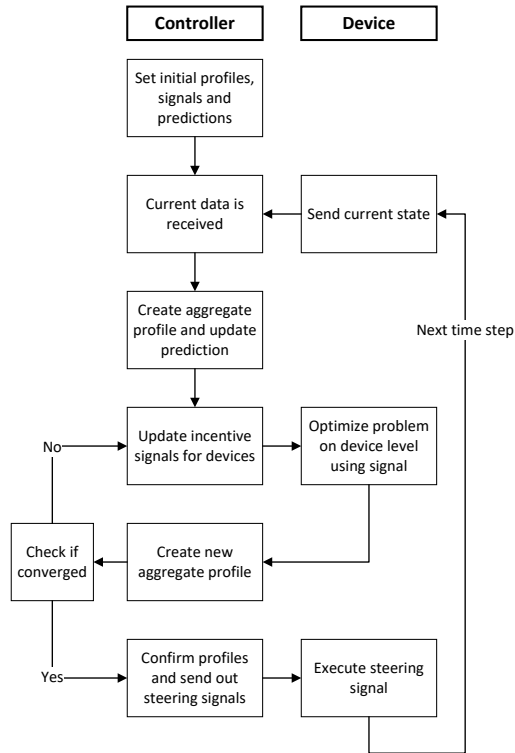 Controller
Device
Set initial profiles,
signals and
predictions
Current data is
received
Send current state
Create aggregate
profile and update
prediction
Next time step
No
Update incentive
signals for devices
Optimize problem
on device level
using signal
Check if
converged
Create new
aggregate profile
Yes
Confirm profiles
and send out
steering signals
Execute steering
signal